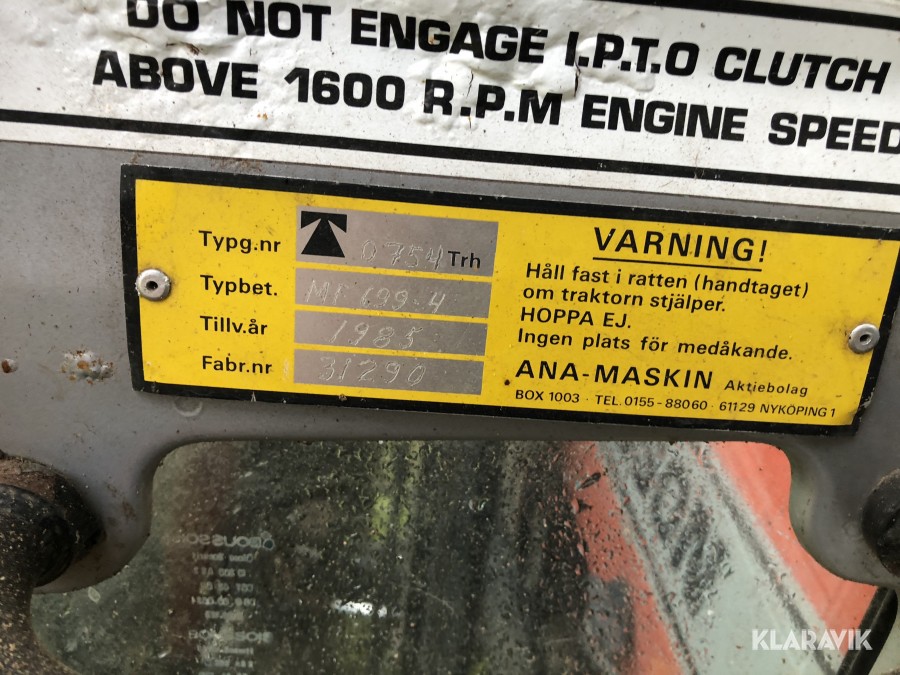 DO NOT ENGAGE I.P.T.O CLUTCH
ABOVE 1600 R.P.M ENGINE SPEED
Typg.nr 0754 Trh
Typbet. MF 699-4
Tillv.år 1985
Fabr.nr 31290
VARNING!
Håll fast i ratten (handtaget)
om traktorn stjälper.
HOPPA EJ.
Ingen plats för medåkande.
ANA-MASKIN Aktiebolag
BOX 1003 · TEL. 0155-88060 · 61129 NYKÖPING 1
KLARAVIK